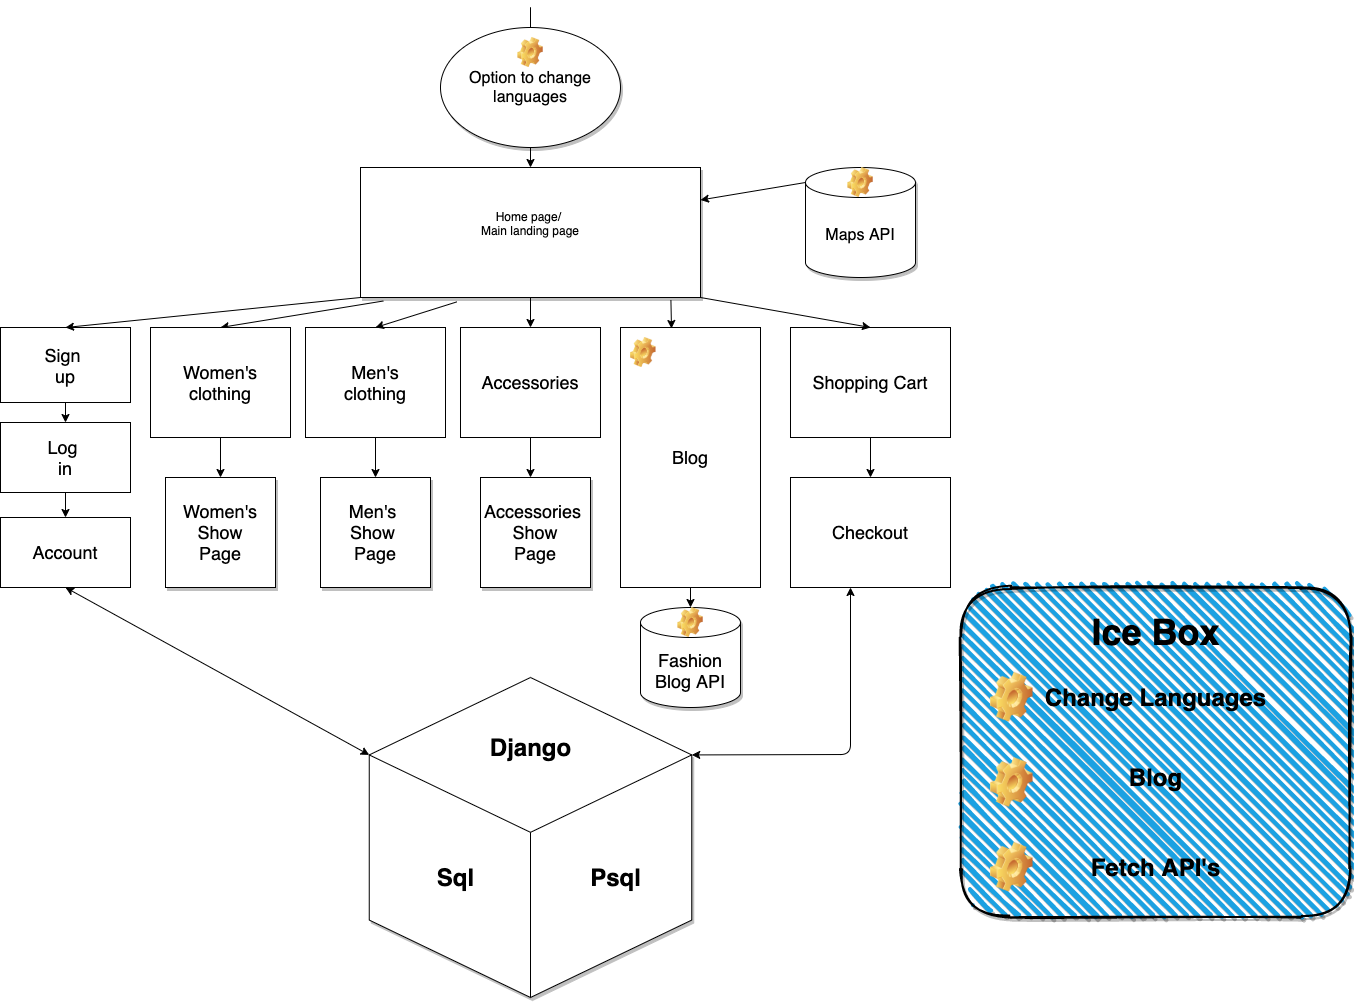 Option to change
languages
Home page/
Main landing page
Maps API
Sign
up
Women's
clothing
Men's
clothing
Accessories
Blog
Shopping Cart
Log
in
Account
Women's
Show
Page
Men's
Show
Page
Accessories
Show
Page
Checkout
Fashion
Blog API
Django
Sql
Psql
Ice Box
Change Languages
Blog
Fetch API's